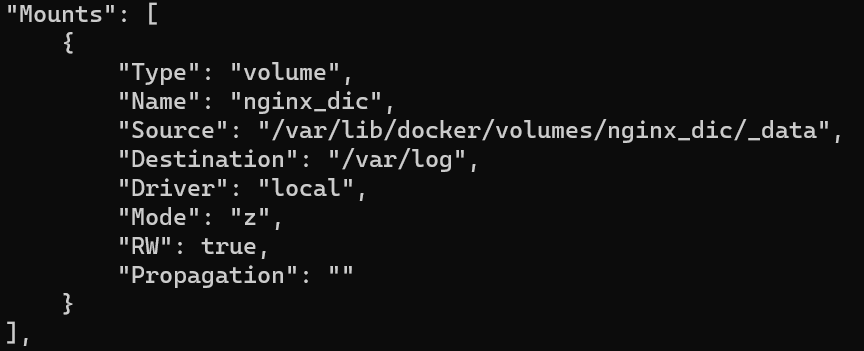 "Mounts": [
    {
        "Type": "volume",
        "Name": "nginx_dic",
        "Source": "/var/lib/docker/volumes/nginx_dic/_data",
        "Destination": "/var/log",
        "Driver": "local",
        "Mode": "z",
        "RW": true,
        "Propagation": ""
    }
],